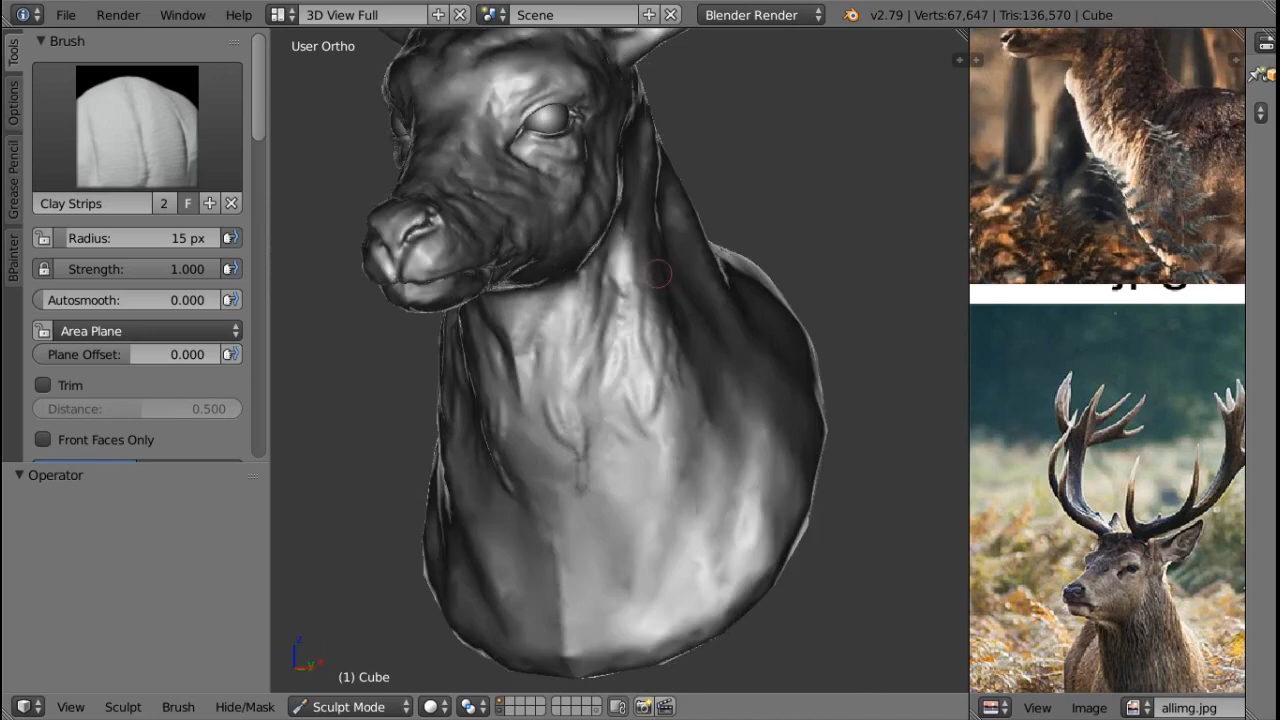 File Render Window Help 3D View Full Scene Blender Render v2.79 | Verts:67,647 | Tris:136,570 | Cube
Tools
Options
Grease Pencil
BPainter
Brush
Clay Strips 2 F
Radius: 15 px
Strength: 1.000
Autosmooth: 0.000
Area Plane
Plane Offset: 0.000
Trim
Distance: 0.500
Front Faces Only
Operator
User Ortho
z
y
x
(1) Cube
View Sculpt Brush Hide/Mask Sculpt Mode
View Image allimg.jpg